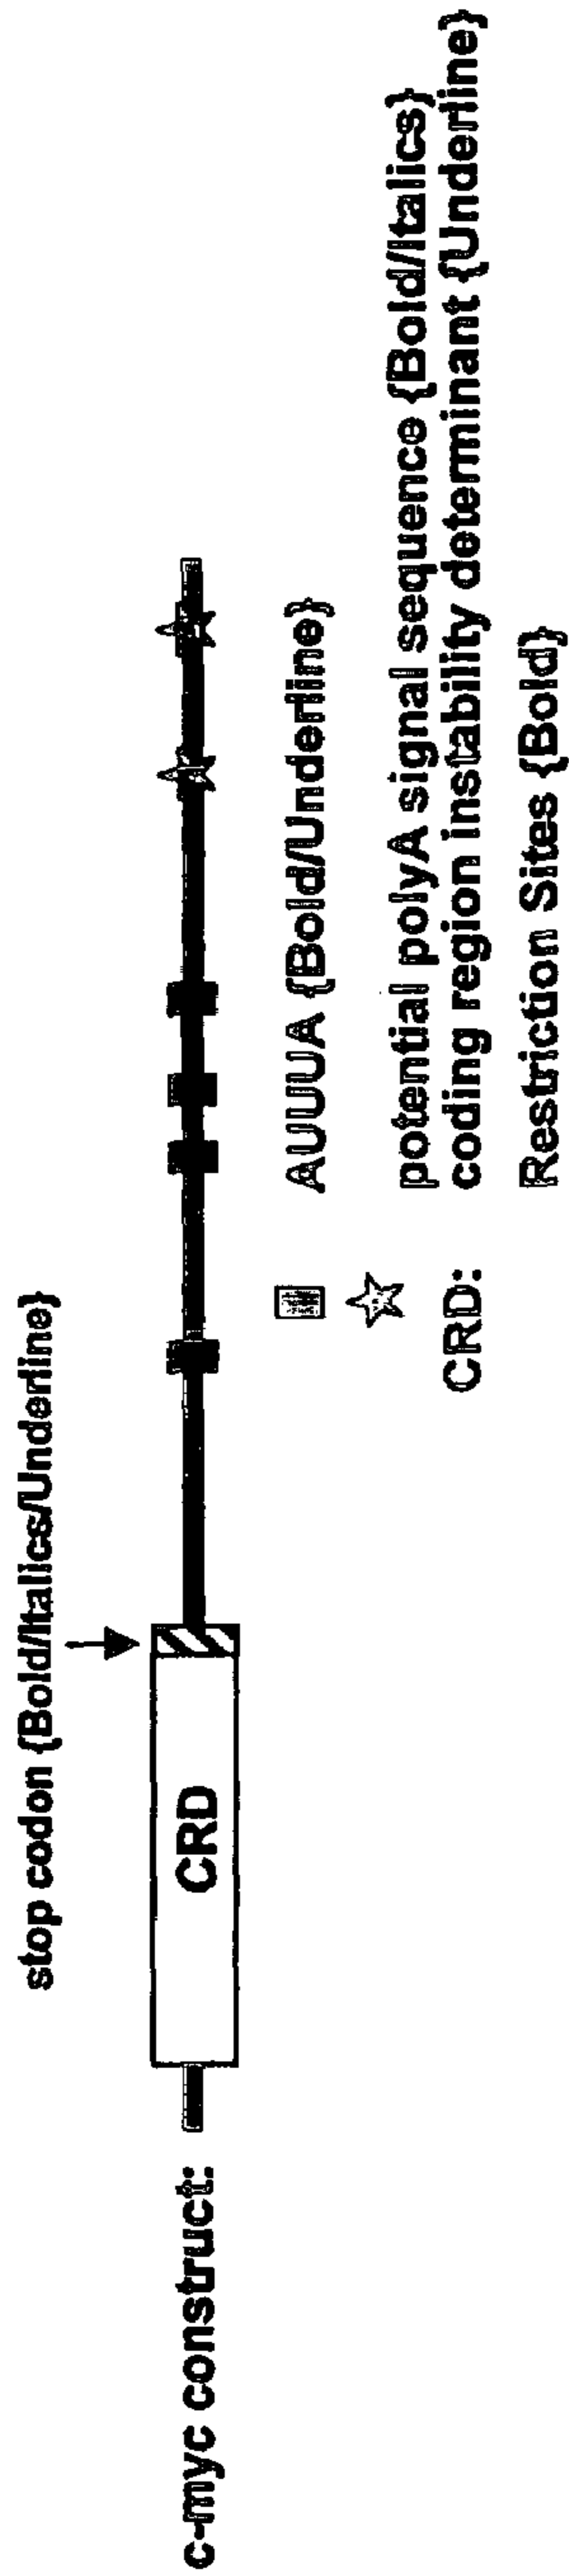 stop codon {Bold/Italics/Underline}
c-myc construct:
CRD
AUUUA {Bold/Underline}
potential polyA signal sequence {Bold/Italics}
CRD: coding region instability determinant {Underline}
Restriction Sites {Bold}